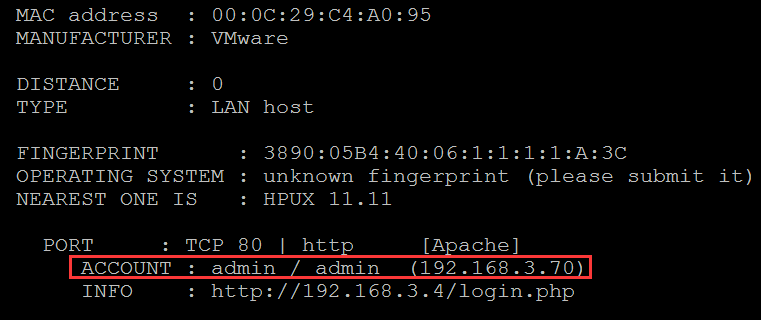 MAC address  : 00:0C:29:C4:A0:95
MANUFACTURER : VMware
DISTANCE     : 0
TYPE         : LAN host
FINGERPRINT      : 3890:05B4:40:06:1:1:1:1:A:3C
OPERATING SYSTEM : unknown fingerprint (please submit it)
NEAREST ONE IS   : HPUX 11.11
PORT     : TCP 80 | http     [Apache]
ACCOUNT : admin / admin  (192.168.3.70)
INFO    : http://192.168.3.4/login.php